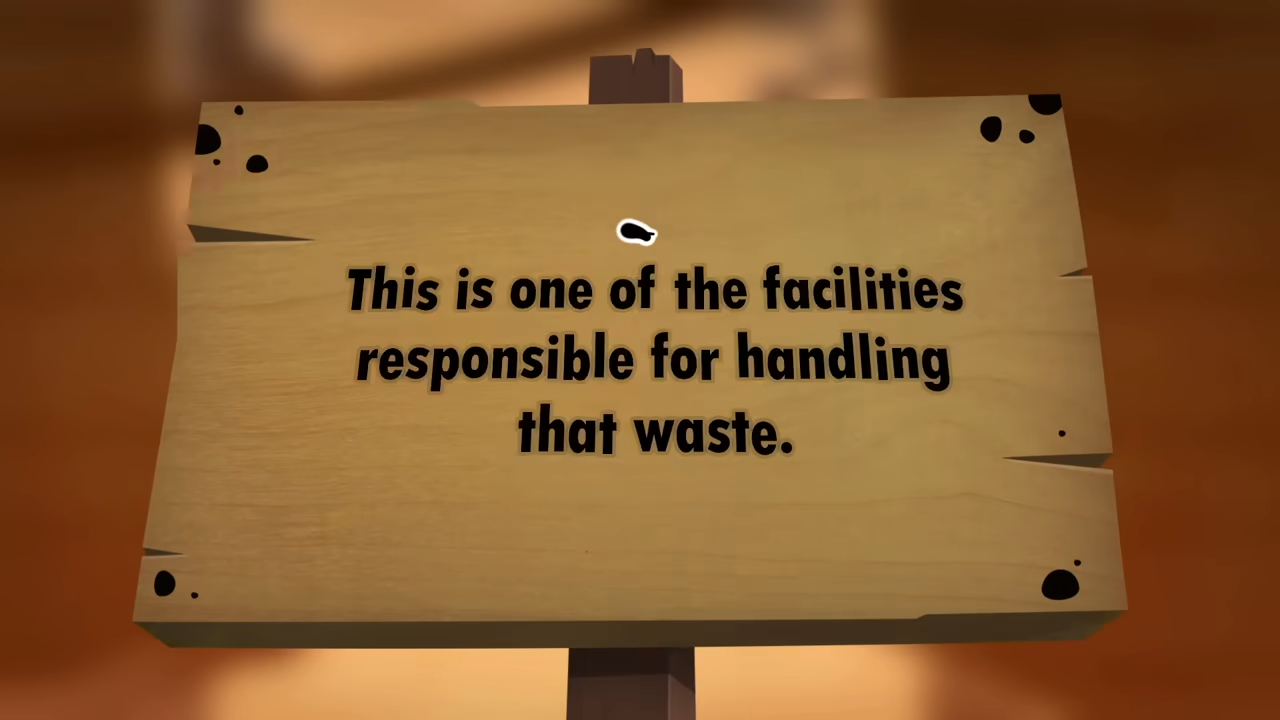 This is one of the facilities
responsible for handling
that waste.